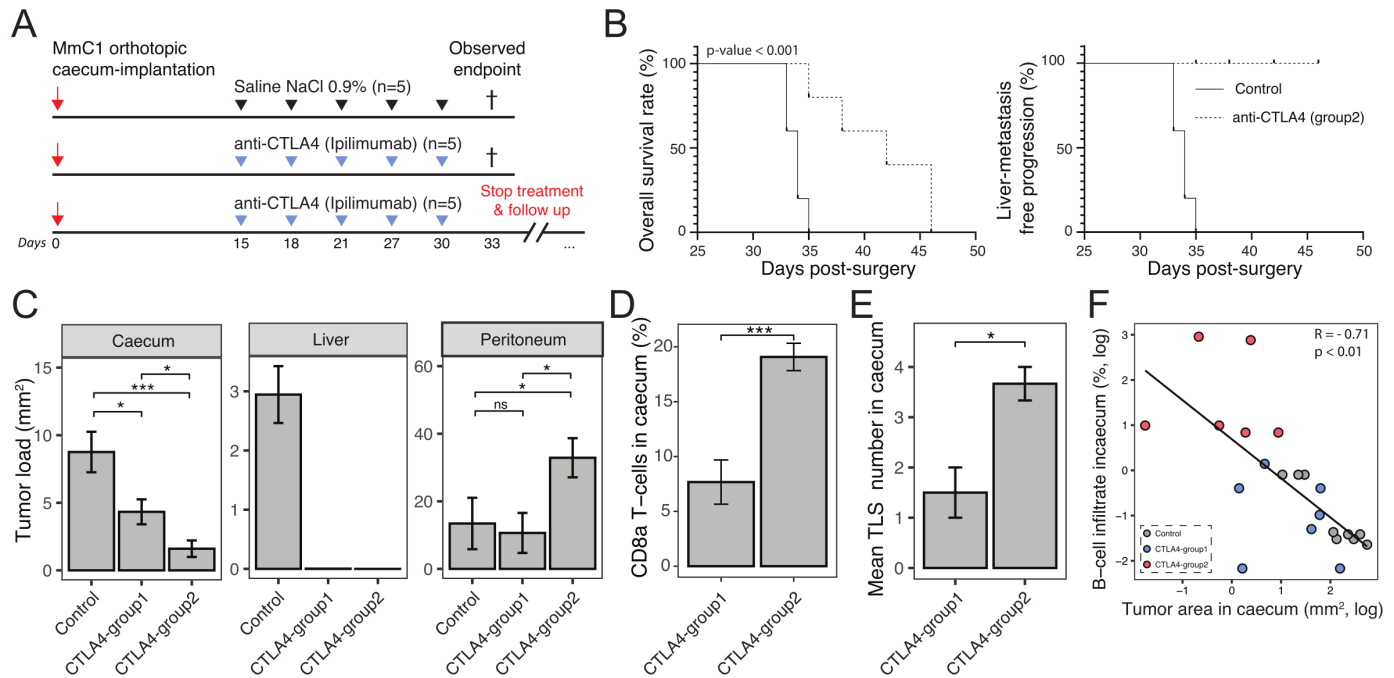 A
MmC1 orthotopic
caecum-implantation
Observed
endpoint
Saline NaCl 0.9% (n=5)
†
anti-CTLA4 (Ipilimumab) (n=5)
†
anti-CTLA4 (Ipilimumab) (n=5)
Stop treatment
& follow up
Days 0 15 18 21 27 30 33 ...
B
p-value < 0.001
Overall survival rate (%)
100
50
0
25 30 35 40 45 50
Days post-surgery
Liver-metastasis
free progression (%)
100
50
0
Control
anti-CTLA4 (group2)
25 30 35 40 45 50
Days post-surgery
C
Tumor load (mm²)
Caecum
15
10
5
0
*
***
*
Control
CTLA4-group1
CTLA4-group2
Liver
3
2
1
0
Control
CTLA4-group1
CTLA4-group2
Peritoneum
60
40
20
0
*
*
ns
Control
CTLA4-group1
CTLA4-group2
D
CD8a T-cells in caecum (%)
20
15
10
5
0
***
CTLA4-group1
CTLA4-group2
E
Mean TLS number in caecum
4
3
2
1
0
*
CTLA4-group1
CTLA4-group2
F
B-cell infiltrate incaecum (%, log)
3
2
1
0
-1
-2
R = - 0.71
p < 0.01
Control
CTLA4-group1
CTLA4-group2
-1 0 1 2
Tumor area in caecum (mm², log)